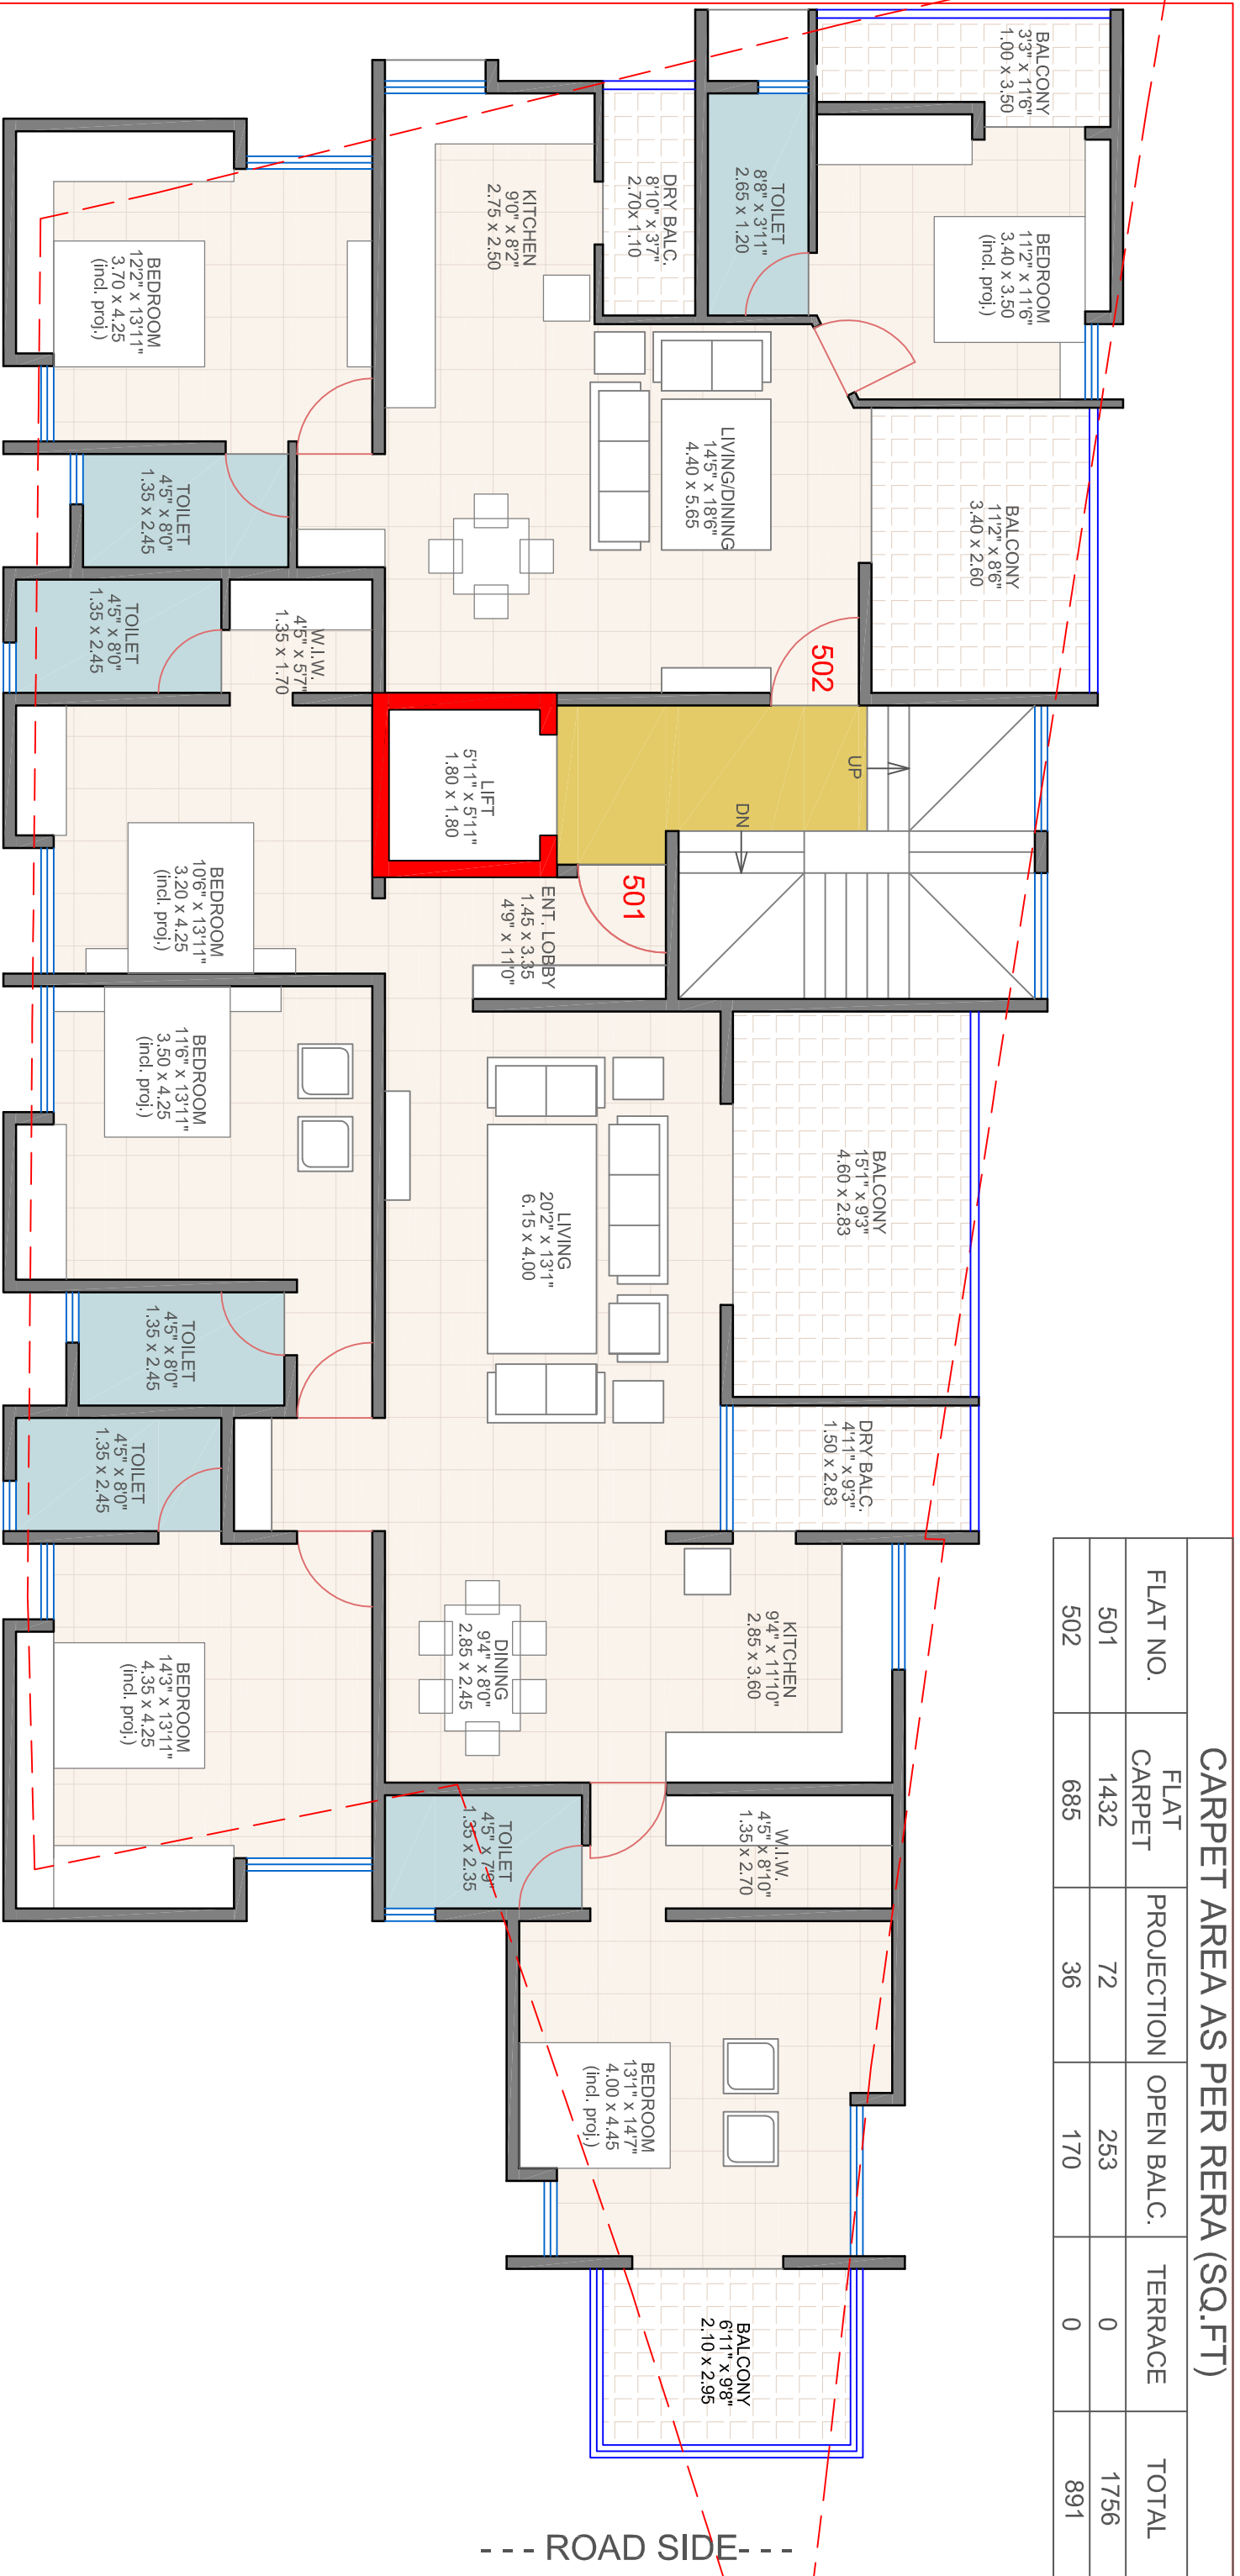 CARPET AREA AS PER RERA (SQ.FT)
FLAT NO. FLAT CARPET PROJECTION OPEN BALC. TERRACE TOTAL
501 1432 72 253 0 1756
502 685 36 170 0 891
BALCONY
3'3" x 11'6"
1.00 x 3.50
BEDROOM
11'2" x 11'6"
3.40 x 3.50
(incl. proj.)
BALCONY
11'2" x 8'6"
3.40 x 2.60
TOILET
8'8" x 3'11"
2.65 x 1.20
DRY BALC.
8'10" x 3'7"
2.70x 1.10
LIVING/DINING
14'5" x 18'6"
4.40 x 5.65
502
KITCHEN
9'0" x 8'2"
2.75 x 2.50
BEDROOM
12'2" x 13'11"
3.70 x 4.25
(incl. proj.)
TOILET
4'5" x 8'0"
1.35 x 2.45
TOILET
4'5" x 8'0"
1.35 x 2.45
W.I.W.
4'5" x 5'7"
1.35 x 1.70
UP
DN
LIFT
5'11" x 5'11"
1.80 x 1.80
501
ENT. LOBBY
1.45 x 3.35
4'9" x 11'0"
BEDROOM
10'6" x 13'11"
3.20 x 4.25
(incl. proj.)
BALCONY
15'1" x 9'3"
4.60 x 2.83
LIVING
20'2" x 13'1"
6.15 x 4.00
BEDROOM
11'6" x 13'11"
3.50 x 4.25
(incl. proj.)
DRY BALC.
4'11" x 9'3"
1.50 x 2.83
TOILET
4'5" x 8'0"
1.35 x 2.45
TOILET
4'5" x 8'0"
1.35 x 2.45
KITCHEN
9'4" x 11'10"
2.85 x 3.60
DINING
9'4" x 8'0"
2.85 x 2.45
BEDROOM
14'3" x 13'11"
4.35 x 4.25
(incl. proj.)
W.I.W.
4'5" x 8'10"
1.35 x 2.70
TOILET
4'5" x 7'9"
1.35 x 2.35
BEDROOM
13'1" x 14'7"
4.00 x 4.45
(incl. proj.)
BALCONY
6'11" x 9'8"
2.10 x 2.95
--- ROAD SIDE---